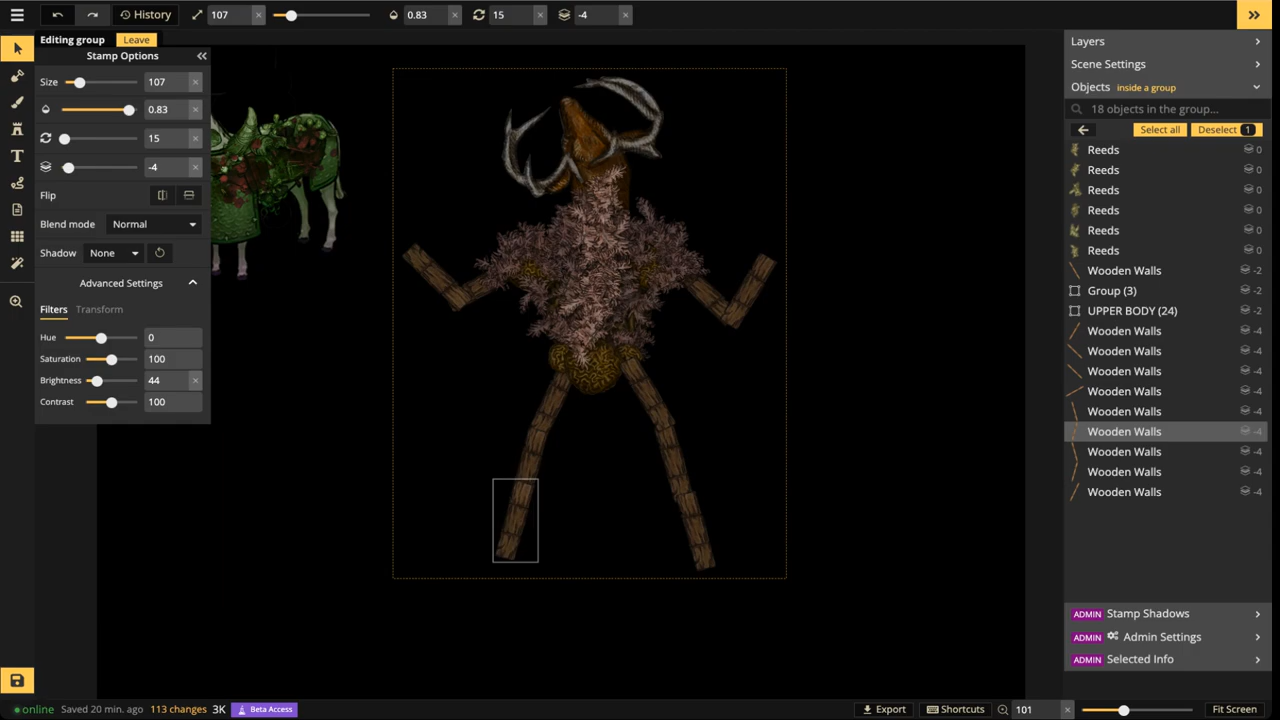 History
107
0.83
15
-4
Editing group
Leave
Stamp Options
Size
107
0.83
15
-4
Flip
Blend mode
Normal
Shadow
None
Advanced Settings
Filters
Transform
Hue
0
Saturation
100
Brightness
44
Contrast
100
Layers
Scene Settings
Objects inside a group
18 objects in the group...
Select all
Deselect 1
Reeds 0
Reeds 0
Reeds 0
Reeds 0
Reeds 0
Reeds 0
Wooden Walls -2
Group (3) -2
UPPER BODY (24) -2
Wooden Walls -4
Wooden Walls -4
Wooden Walls -4
Wooden Walls -4
Wooden Walls -4
Wooden Walls -4
Wooden Walls -4
Wooden Walls -4
Wooden Walls -4
ADMIN Stamp Shadows
ADMIN Admin Settings
ADMIN Selected Info
online
Saved 20 min. ago
113 changes
3K
Beta Access
Export
Shortcuts
101
Fit Screen